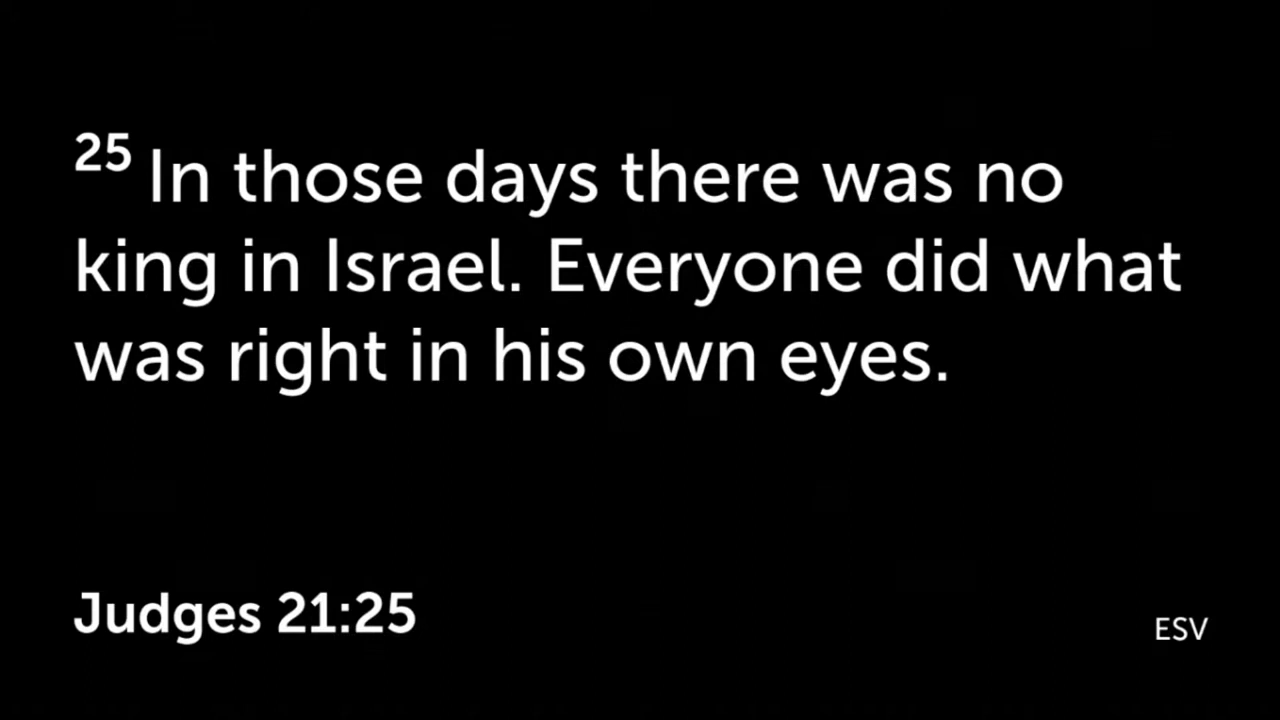 25 In those days there was no
king in Israel. Everyone did what
was right in his own eyes.
Judges 21:25
ESV